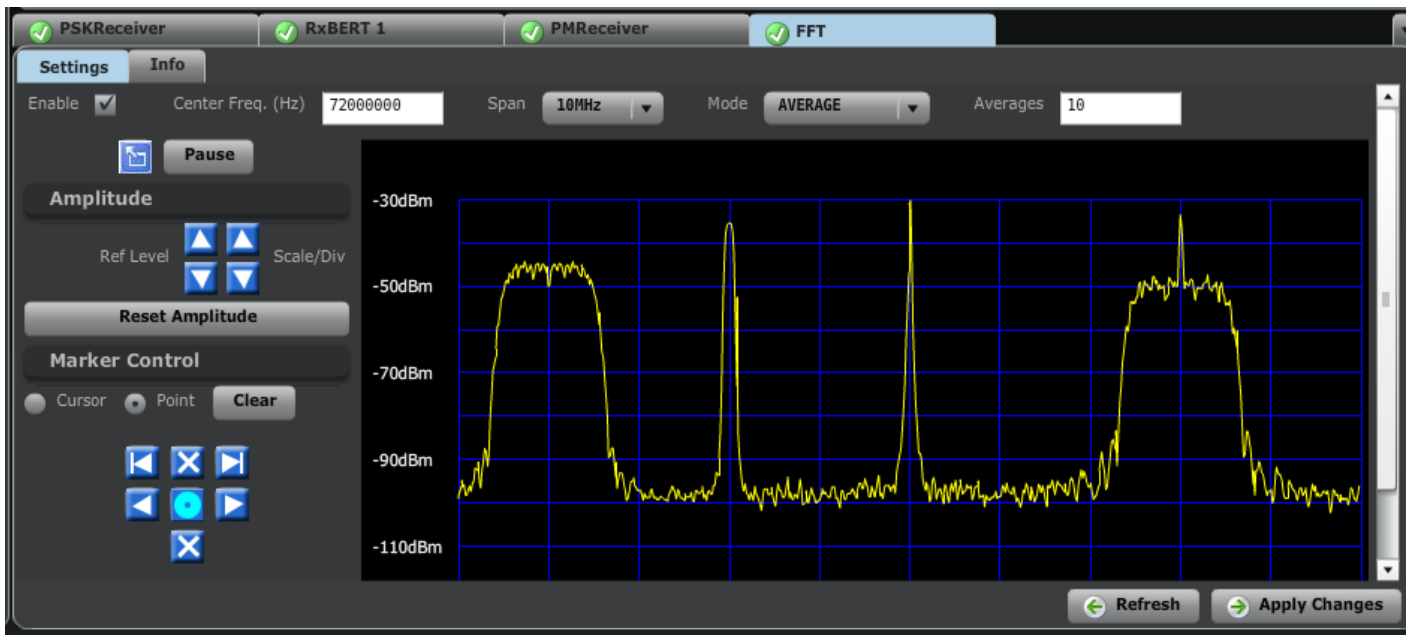 PSKReceiver RxBERT 1 PMReceiver FFT
Settings Info
Enable Center Freq. (Hz) 72000000 Span 10MHz Mode AVERAGE Averages 10
Pause
Amplitude
Ref Level Scale/Div
Reset Amplitude
Marker Control
Cursor Point Clear
-30dBm
-50dBm
-70dBm
-90dBm
-110dBm
Refresh Apply Changes